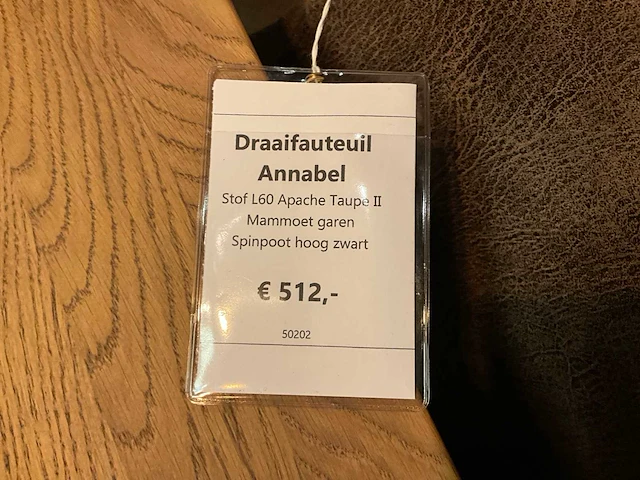 Draaifauteuil
Annabel
Stof L60 Apache Taupe II
Mammoet garen
Spinpoot hoog zwart
€ 512,-
50202